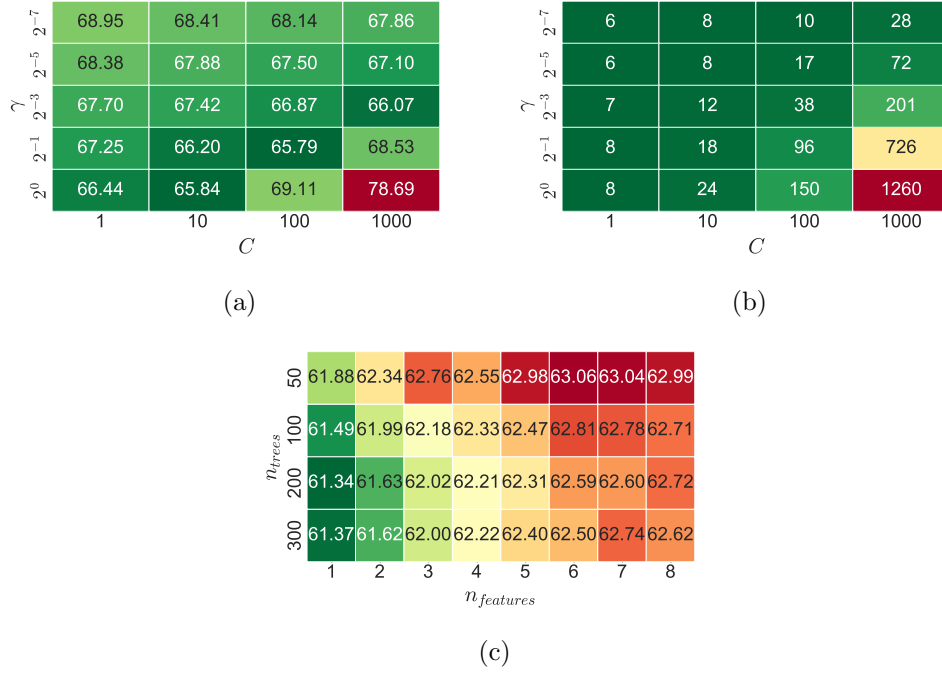 γ
2⁻⁷ 68.95 68.41 68.14 67.86
2⁻⁵ 68.38 67.88 67.50 67.10
2⁻³ 67.70 67.42 66.87 66.07
2⁻¹ 67.25 66.20 65.79 68.53
2⁰ 66.44 65.84 69.11 78.69
1 10 100 1000
C
(a)
γ
2⁻⁷ 6 8 10 28
2⁻⁵ 6 8 17 72
2⁻³ 7 12 38 201
2⁻¹ 8 18 96 726
2⁰ 8 24 150 1260
1 10 100 1000
C
(b)
n_trees
50 61.88 62.34 62.76 62.55 62.98 63.06 63.04 62.99
100 61.49 61.99 62.18 62.33 62.47 62.81 62.78 62.71
200 61.34 61.63 62.02 62.21 62.31 62.59 62.60 62.72
300 61.37 61.62 62.00 62.22 62.40 62.50 62.74 62.62
1 2 3 4 5 6 7 8
n_features
(c)